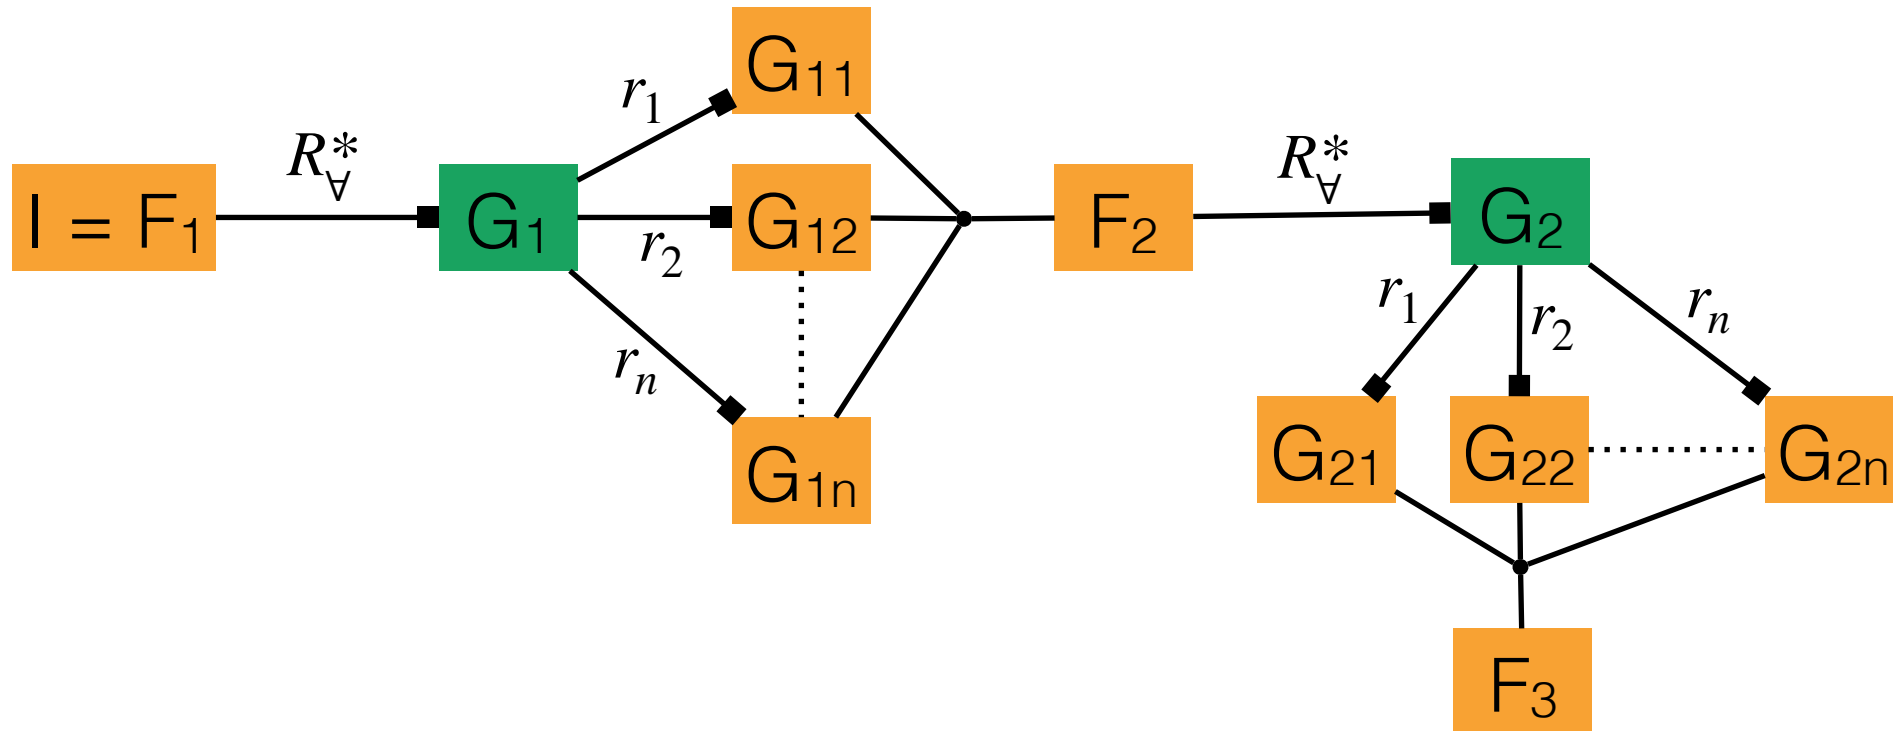 G₁₁
r₁
R*∀
I = F₁
G₁
r₂
G₁₂
F₂
R*∀
G₂
rₙ
G₁ₙ
r₁
r₂
rₙ
G₂₁
G₂₂
G₂ₙ
F₃